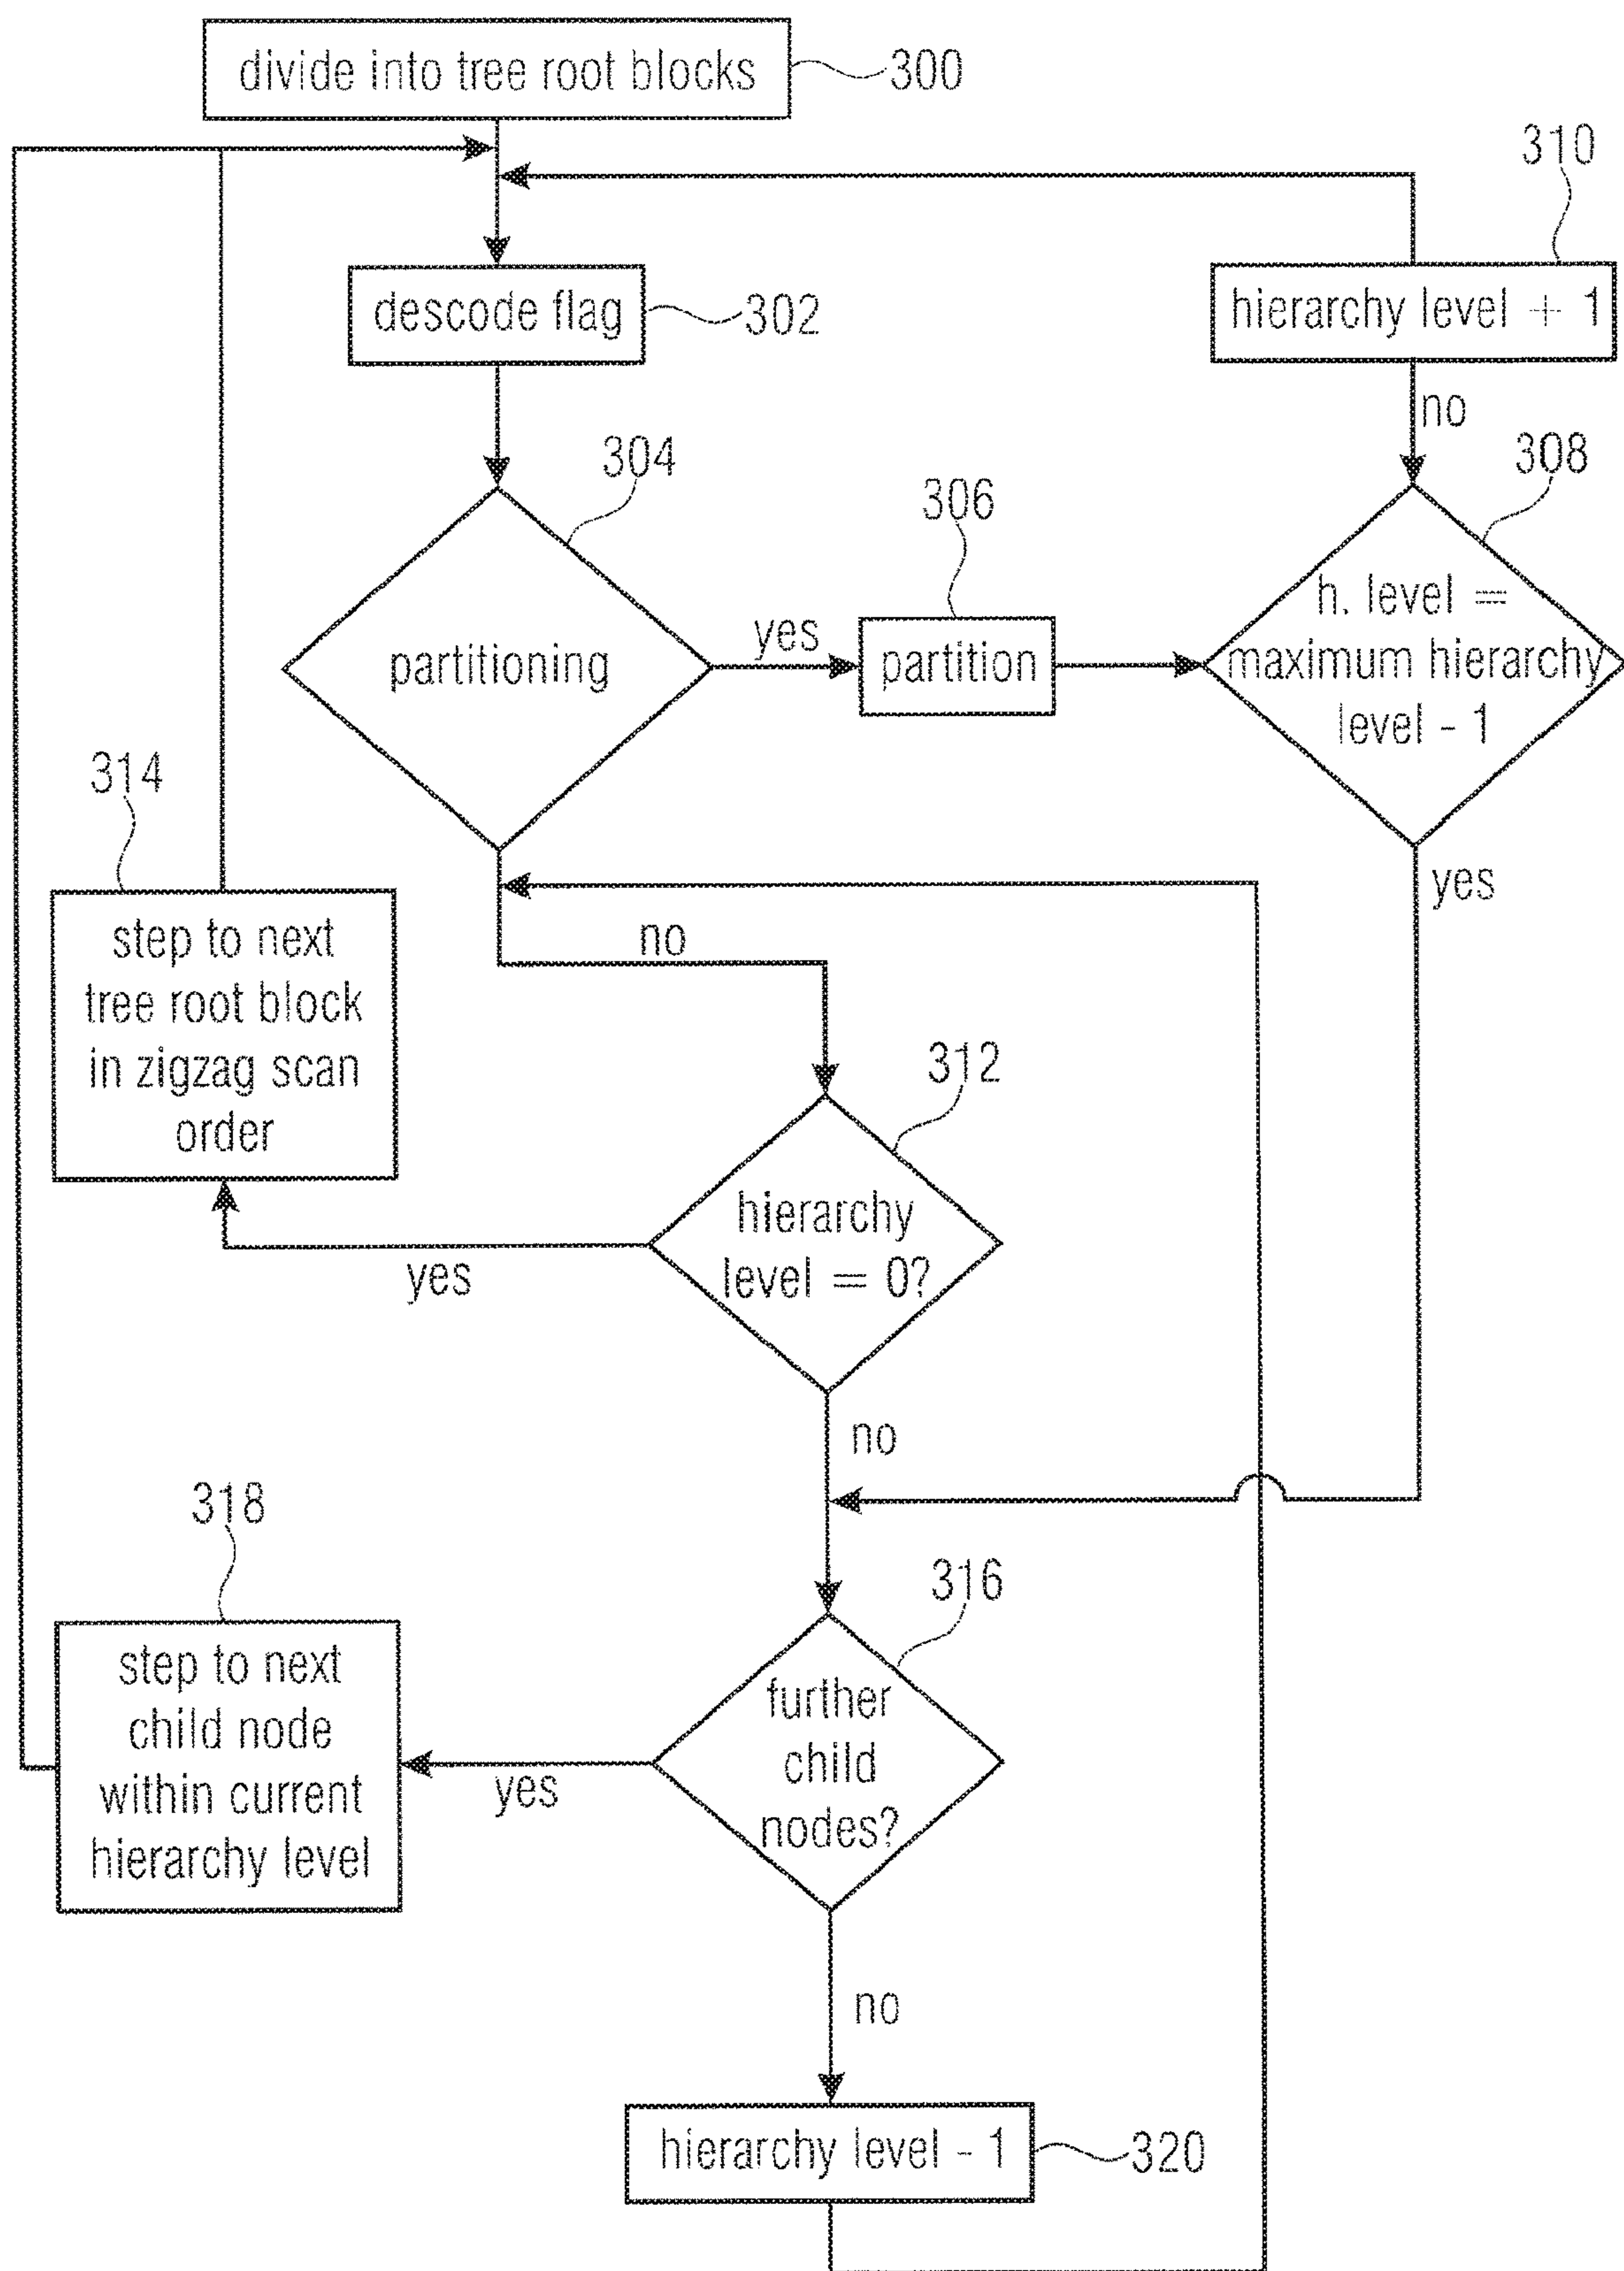 divide into tree root blocks
300
310
descode flag
302
hierarchy level + 1
no
304
308
306
h. level =
maximum hierarchy
level - 1
partitioning
yes
partition
314
yes
step to next
tree root block
in zigzag scan
order
no
312
hierarchy
level = 0?
yes
no
318
316
step to next
child node
within current
hierarchy level
further
child
nodes?
yes
no
hierarchy level - 1
320